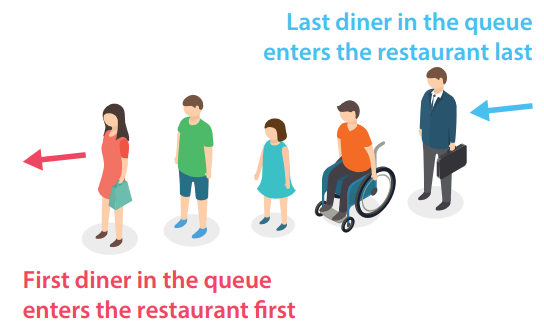 Last diner in the queue
enters the restaurant last
First diner in the queue
enters the restaurant first